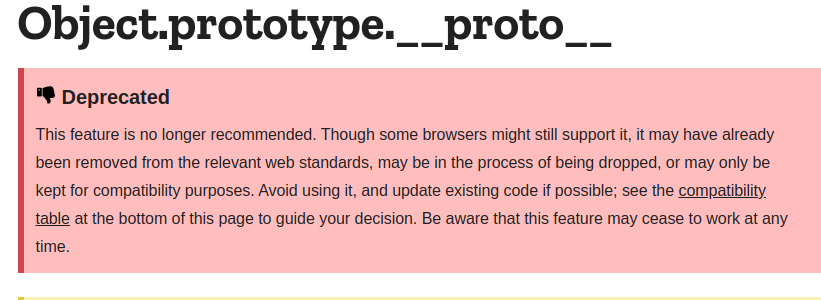 Object.prototype.__proto__
Deprecated
This feature is no longer recommended. Though some browsers might still support it, it may have already
been removed from the relevant web standards, may be in the process of being dropped, or may only be
kept for compatibility purposes. Avoid using it, and update existing code if possible; see the compatibility
table at the bottom of this page to guide your decision. Be aware that this feature may cease to work at any
time.